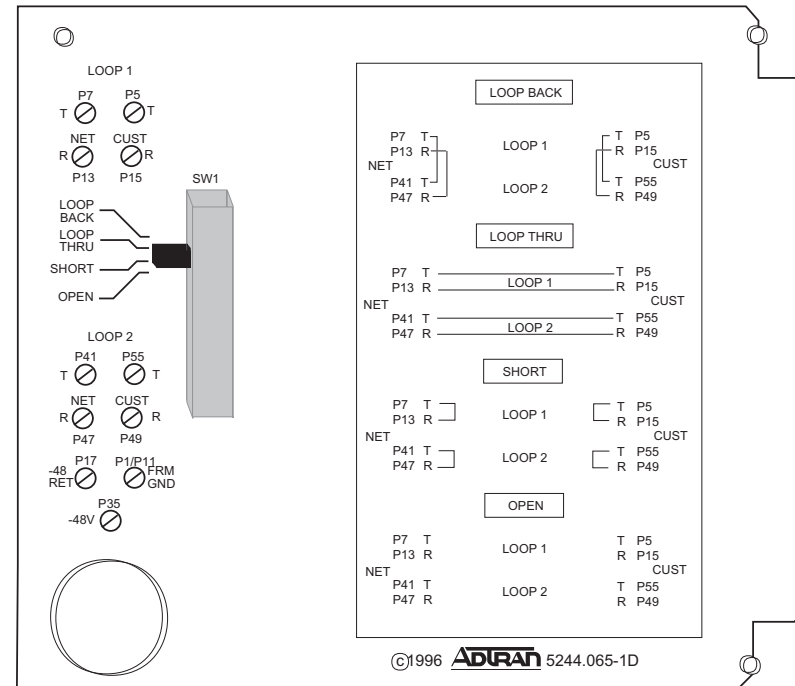 LOOP 1
P7 P5
T T
NET CUST
R R
P13 P15
SW1
LOOP
BACK
LOOP
THRU
SHORT
OPEN
LOOP 2
P41 P55
T T
NET CUST
R R
P47 P49
P17 P1/P11
-48
RET
FRM
GND
P35
-48V
LOOP BACK
P7 T LOOP 1 T P5
P13 R R P15
NET CUST
P41 T LOOP 2 T P55
P47 R R P49
LOOP THRU
P7 T T P5
P13 R LOOP 1 R P15
NET CUST
P41 T T P55
P47 R LOOP 2 R P49
SHORT
P7 T LOOP 1 T P5
P13 R R P15
NET CUST
P41 T LOOP 2 T P55
P47 R R P49
OPEN
P7 T LOOP 1 T P5
P13 R R P15
NET CUST
P41 T LOOP 2 T P55
P47 R R P49
©1996 ADTRAN 5244.065-1D